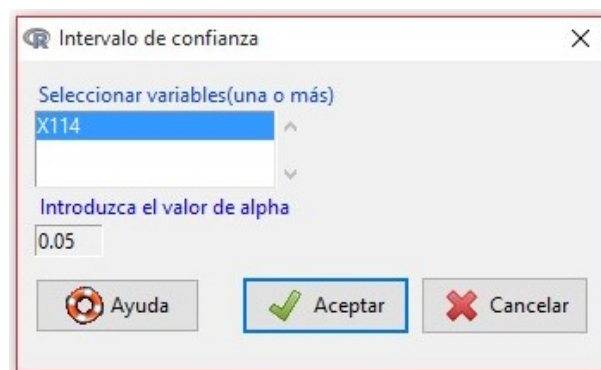 Intervalo de confianza
Seleccionar variables(una o más)
X114
Introduzca el valor de alpha
0.05
Ayuda
Aceptar
Cancelar